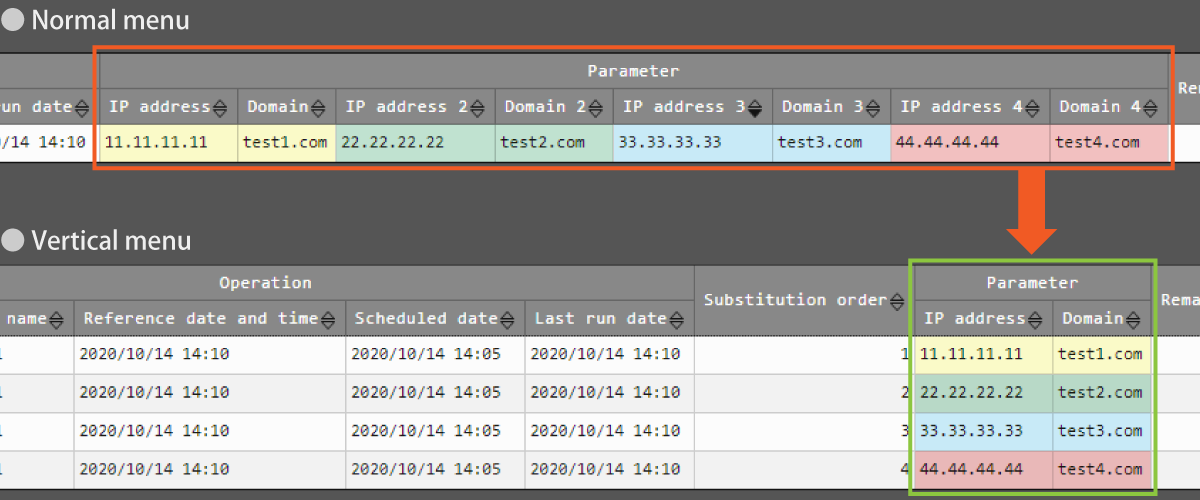 Normal menu
Parameter
un date IP address Domain IP address 2 Domain 2 IP address 3 Domain 3 IP address 4 Domain 4 Rem
/14 14:10 11.11.11.11 test1.com 22.22.22.22 test2.com 33.33.33.33 test3.com 44.44.44.44 test4.com
Vertical menu
Operation Substitution order Parameter Rema
name Reference date and time Scheduled date Last run date IP address Domain
1 2020/10/14 14:10 2020/10/14 14:05 2020/10/14 14:10 1 11.11.11.11 test1.com
1 2020/10/14 14:10 2020/10/14 14:05 2020/10/14 14:10 2 22.22.22.22 test2.com
1 2020/10/14 14:10 2020/10/14 14:05 2020/10/14 14:10 3 33.33.33.33 test3.com
1 2020/10/14 14:10 2020/10/14 14:05 2020/10/14 14:10 4 44.44.44.44 test4.com